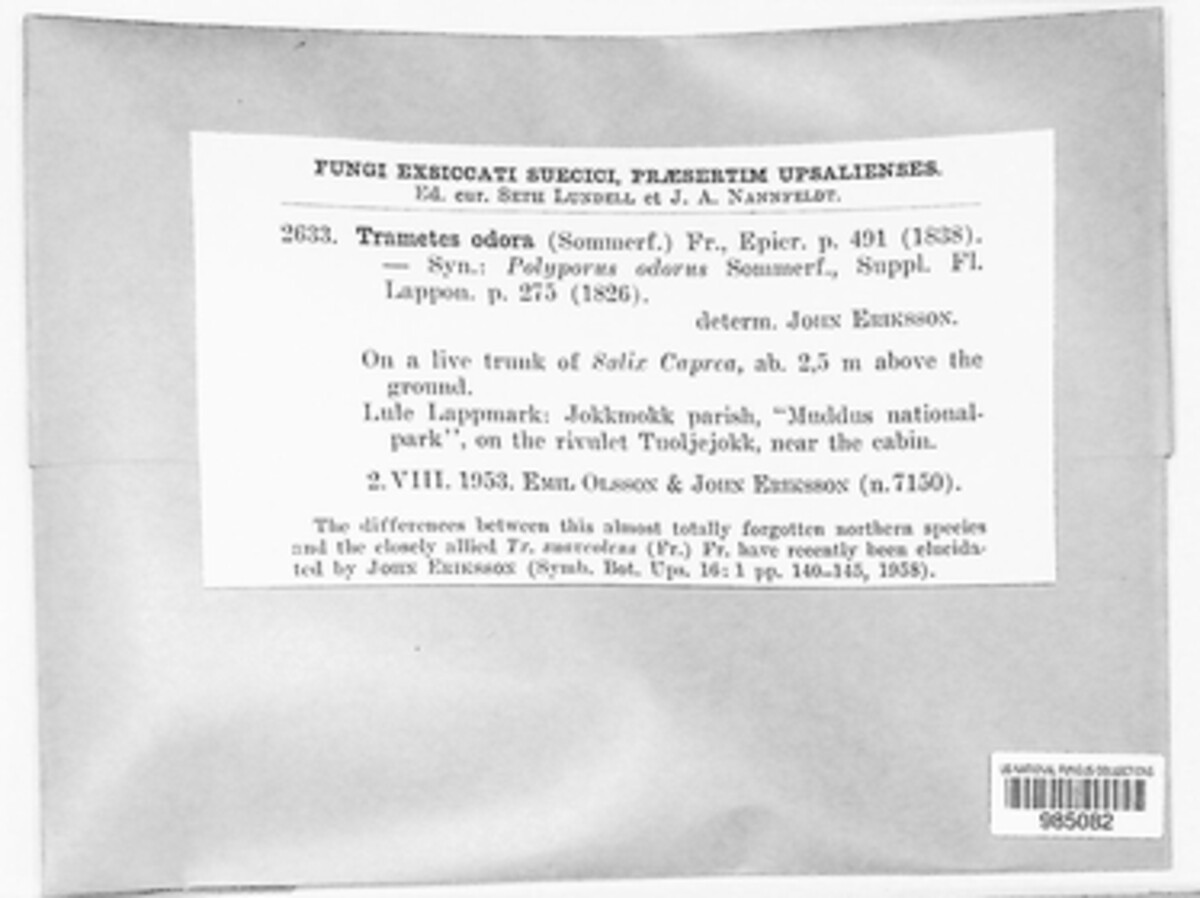 FUNGI EXSICCATI SUECICI, PRÆSERTIM UPSALIENSES.
Ed. cur. SETH LUNDELL et J. A. NANNFELDT.
2633. Trametes odora (Sommerf.) Fr., Epicr. p. 491 (1838).
— Syn.: Polyporus odorus Sommerf., Suppl. Fl.
Lappon. p. 275 (1826).
determ. JOHN ERIKSSON.
On a live trunk of Salix Caprea, ab. 2,5 m above the
ground.
Lule Lappmark: Jokkmokk parish, "Muddus national-
park", on the rivulet Tuoljejokk, near the cabin.
2. VIII. 1953. EMIL OLSSON & JOHN ERIKSSON (n. 7150).
The differences between this almost totally forgotten northern species
and the closely allied Tr. suaveolens (Fr.) Fr. have recently been elucida-
ted by JOHN ERIKSSON (Symb. Bot. Ups. 16: 1 pp. 140–145, 1958).
US NATIONAL FUNGUS COLLECTIONS
985082